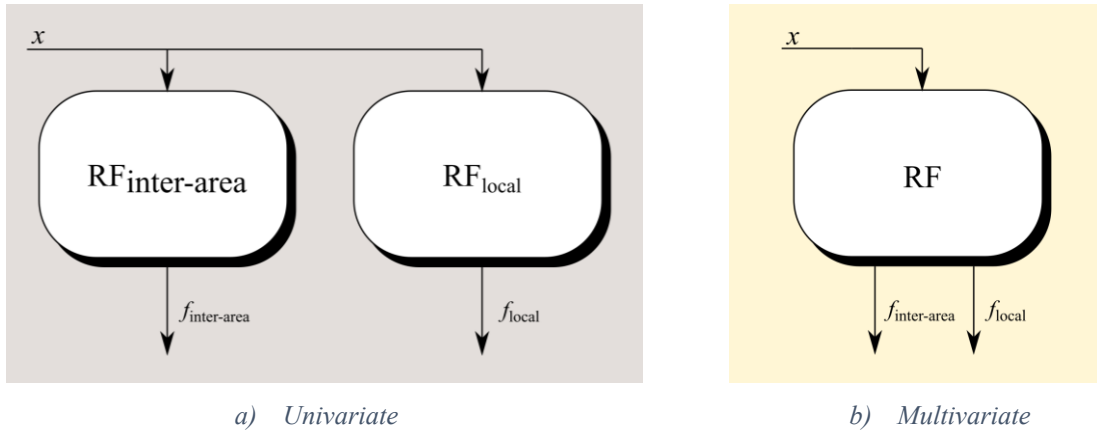 x
RFinter-area
RFlocal
finter-area
flocal
a) Univariate
x
RF
finter-area
flocal
b) Multivariate